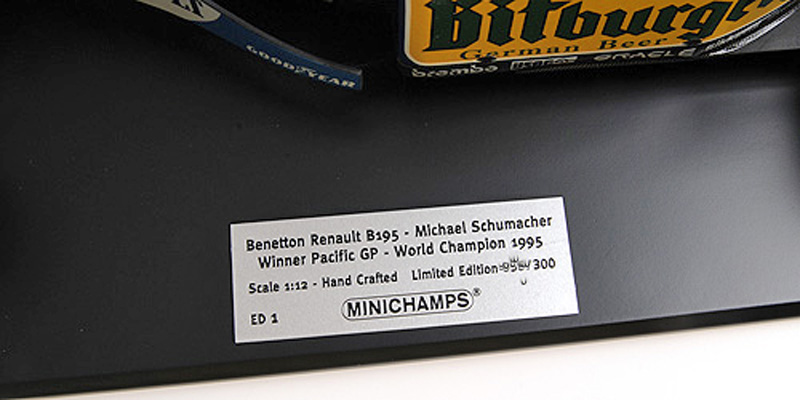 GOODYEAR
Bitburger
German Beer
brembo
ORACLE
Benetton Renault B195 - Michael Schumacher
Winner Pacific GP - World Champion 1995
Scale 1:12 - Hand Crafted Limited Edition: /300
ED 1
MINICHAMPS®